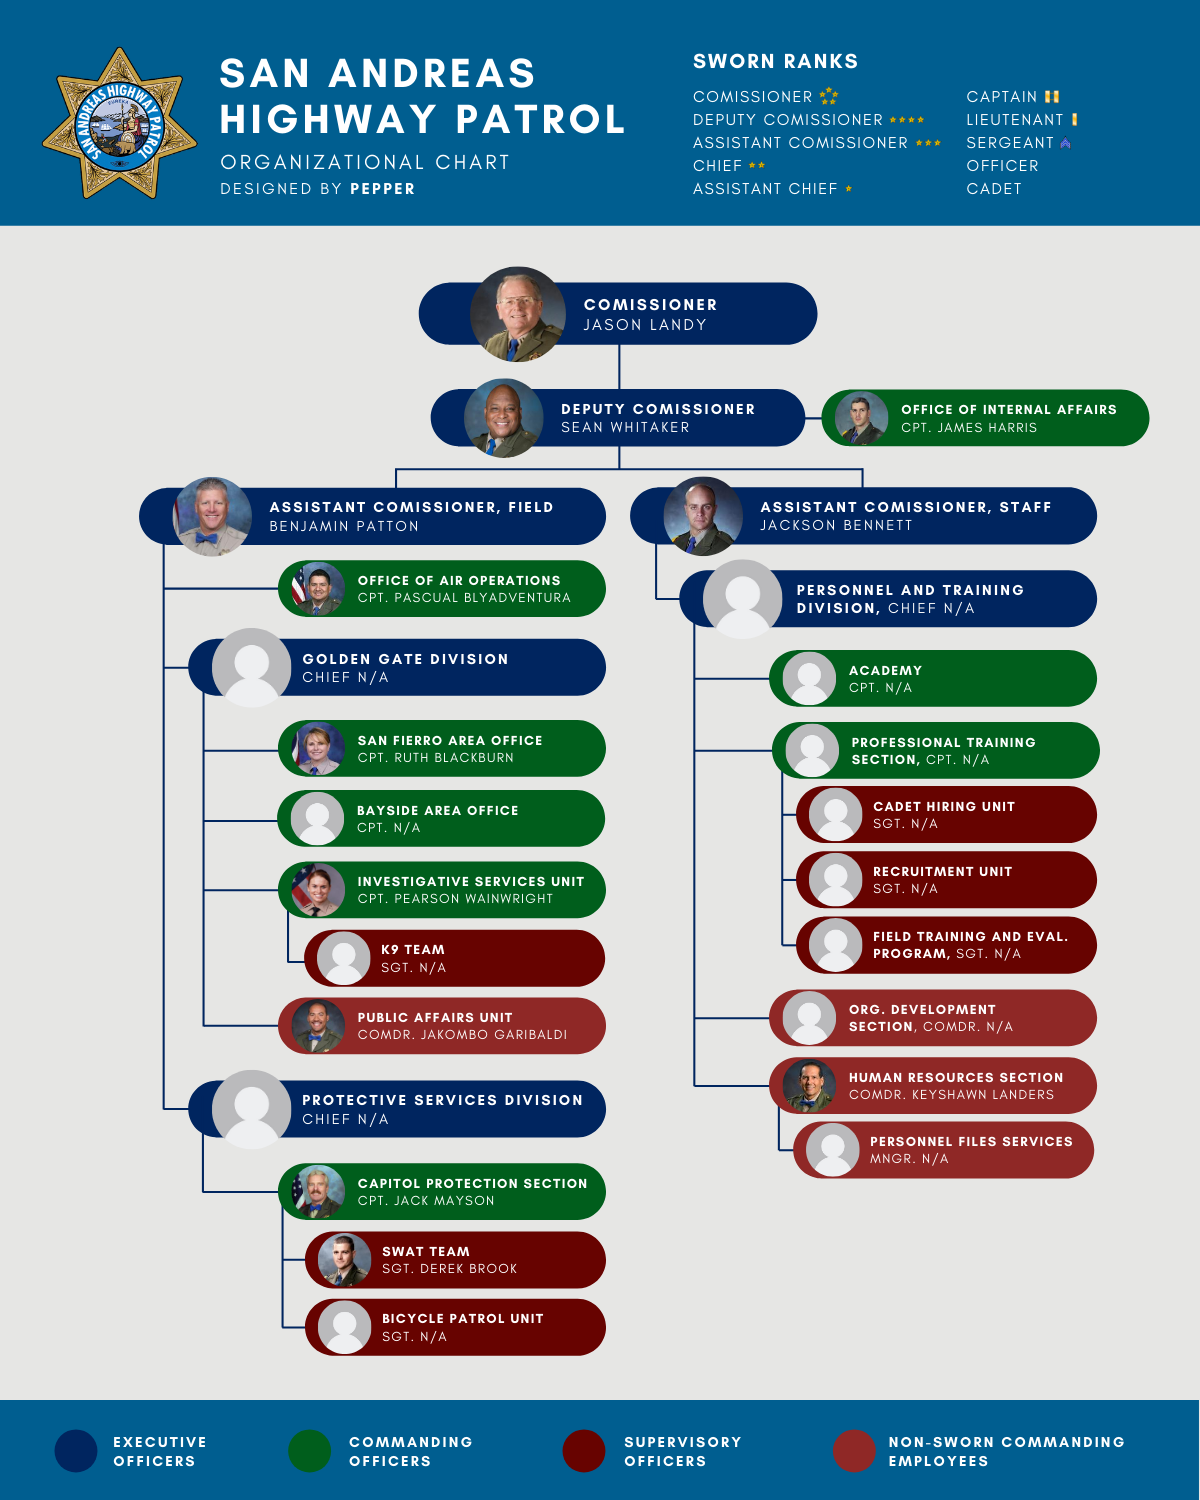 SAN ANDREAS HIGHWAY PATROL
EUREKA
SAN ANDREAS
HIGHWAY PATROL
ORGANIZATIONAL CHART
DESIGNED BY PEPPER
SWORN RANKS
COMISSIONER
DEPUTY COMISSIONER
ASSISTANT COMISSIONER
CHIEF
ASSISTANT CHIEF
CAPTAIN
LIEUTENANT
SERGEANT
OFFICER
CADET
COMISSIONER
JASON LANDY
DEPUTY COMISSIONER
SEAN WHITAKER
OFFICE OF INTERNAL AFFAIRS
CPT. JAMES HARRIS
ASSISTANT COMISSIONER, FIELD
BENJAMIN PATTON
OFFICE OF AIR OPERATIONS
CPT. PASCUAL BLYADVENTURA
GOLDEN GATE DIVISION
CHIEF N/A
SAN FIERRO AREA OFFICE
CPT. RUTH BLACKBURN
BAYSIDE AREA OFFICE
CPT. N/A
INVESTIGATIVE SERVICES UNIT
CPT. PEARSON WAINWRIGHT
K9 TEAM
SGT. N/A
PUBLIC AFFAIRS UNIT
COMDR. JAKOMBO GARIBALDI
PROTECTIVE SERVICES DIVISION
CHIEF N/A
CAPITOL PROTECTION SECTION
CPT. JACK MAYSON
SWAT TEAM
SGT. DEREK BROOK
BICYCLE PATROL UNIT
SGT. N/A
ASSISTANT COMISSIONER, STAFF
JACKSON BENNETT
PERSONNEL AND TRAINING
DIVISION, CHIEF N/A
ACADEMY
CPT. N/A
PROFESSIONAL TRAINING
SECTION, CPT. N/A
CADET HIRING UNIT
SGT. N/A
RECRUITMENT UNIT
SGT. N/A
FIELD TRAINING AND EVAL.
PROGRAM, SGT. N/A
ORG. DEVELOPMENT
SECTION, COMDR. N/A
HUMAN RESOURCES SECTION
COMDR. KEYSHAWN LANDERS
PERSONNEL FILES SERVICES
MNGR. N/A
EXECUTIVE
OFFICERS
COMMANDING
OFFICERS
SUPERVISORY
OFFICERS
NON-SWORN COMMANDING
EMPLOYEES